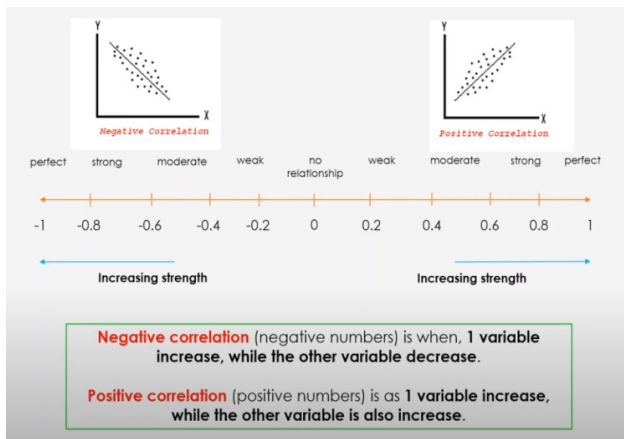 Y
X
Negative Correlation
Y
X
Positive Correlation
perfect strong moderate weak no relationship weak moderate strong perfect
-1 -0.8 -0.6 -0.4 -0.2 0 0.2 0.4 0.6 0.8 1
Increasing strength Increasing strength
Negative correlation (negative numbers) is when, 1 variable
increase, while the other variable decrease.
Positive correlation (positive numbers) is as 1 variable increase,
while the other variable is also increase.